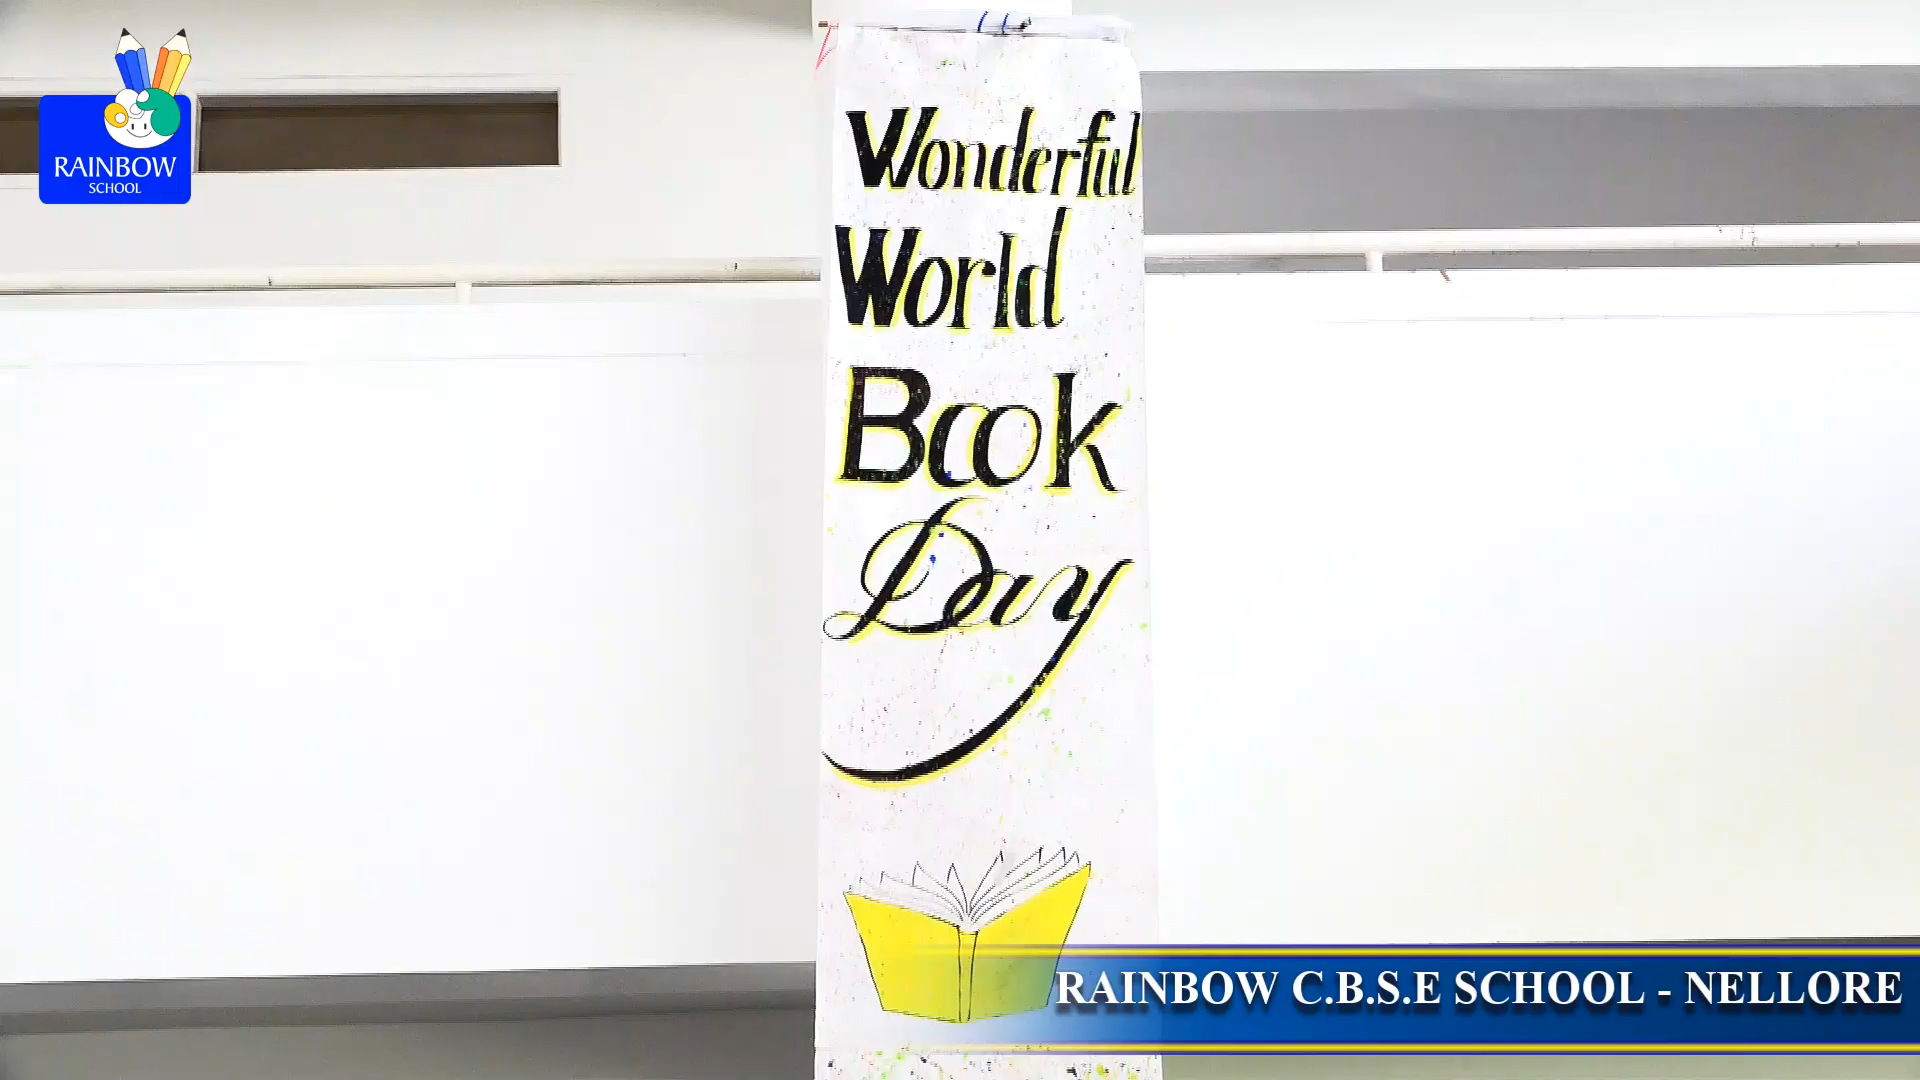 RAINBOW
SCHOOL
Wonderful
World
Book
Day
RAINBOW C.B.S.E SCHOOL - NELLORE